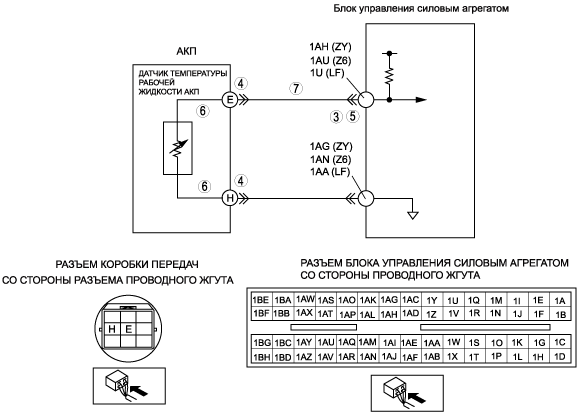 Блок управления силовым агрегатом
АКП
1AH (ZY)
1AU (Z6)
1U (LF)
ДАТЧИК ТЕМПЕРАТУРЫ
РАБОЧЕЙ
ЖИДКОСТИ АКП
4
7
E
6
3 5
1AG (ZY)
1AN (Z6)
1AA (LF)
6
4
H
РАЗЪЕМ КОРОБКИ ПЕРЕДАЧ
СО СТОРОНЫ РАЗЪЕМА ПРОВОДНОГО ЖГУТА
H E
РАЗЪЕМ БЛОКА УПРАВЛЕНИЯ СИЛОВЫМ АГРЕГАТОМ
СО СТОРОНЫ ПРОВОДНОГО ЖГУТА
1BE 1BA 1AW 1AS 1AO 1AK 1AG 1AC 1Y 1U 1Q 1M 1I 1E 1A
1BF 1BB 1AX 1AT 1AP 1AL 1AH 1AD 1Z 1V 1R 1N 1J 1F 1B
1BG 1BC 1AY 1AU 1AQ 1AM 1AI 1AE 1AA 1W 1S 1O 1K 1G 1C
1BH 1BD 1AZ 1AV 1AR 1AN 1AJ 1AF 1AB 1X 1T 1P 1L 1H 1D